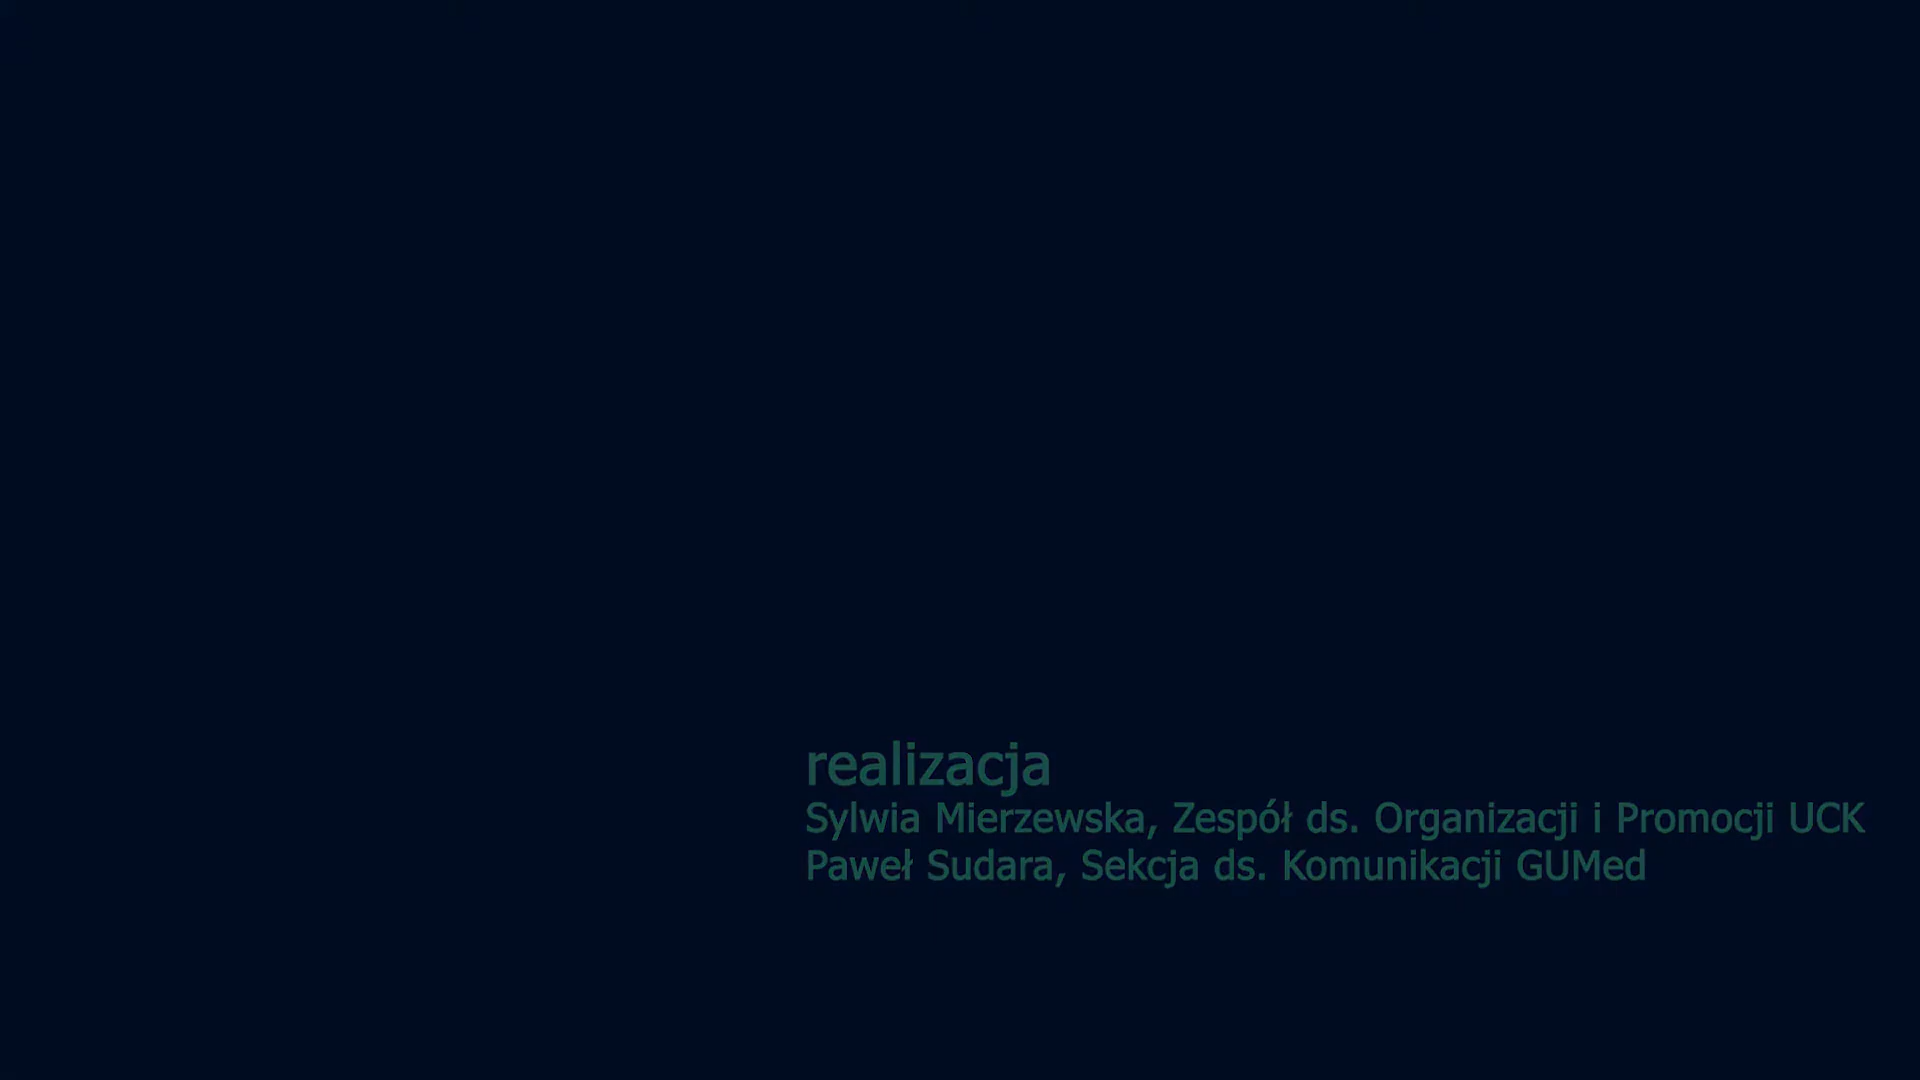 realizacja
Sylwia Mierzewska, Zespół ds. Organizacji i Promocji UCK
Paweł Sudara, Sekcja ds. Komunikacji GUMed